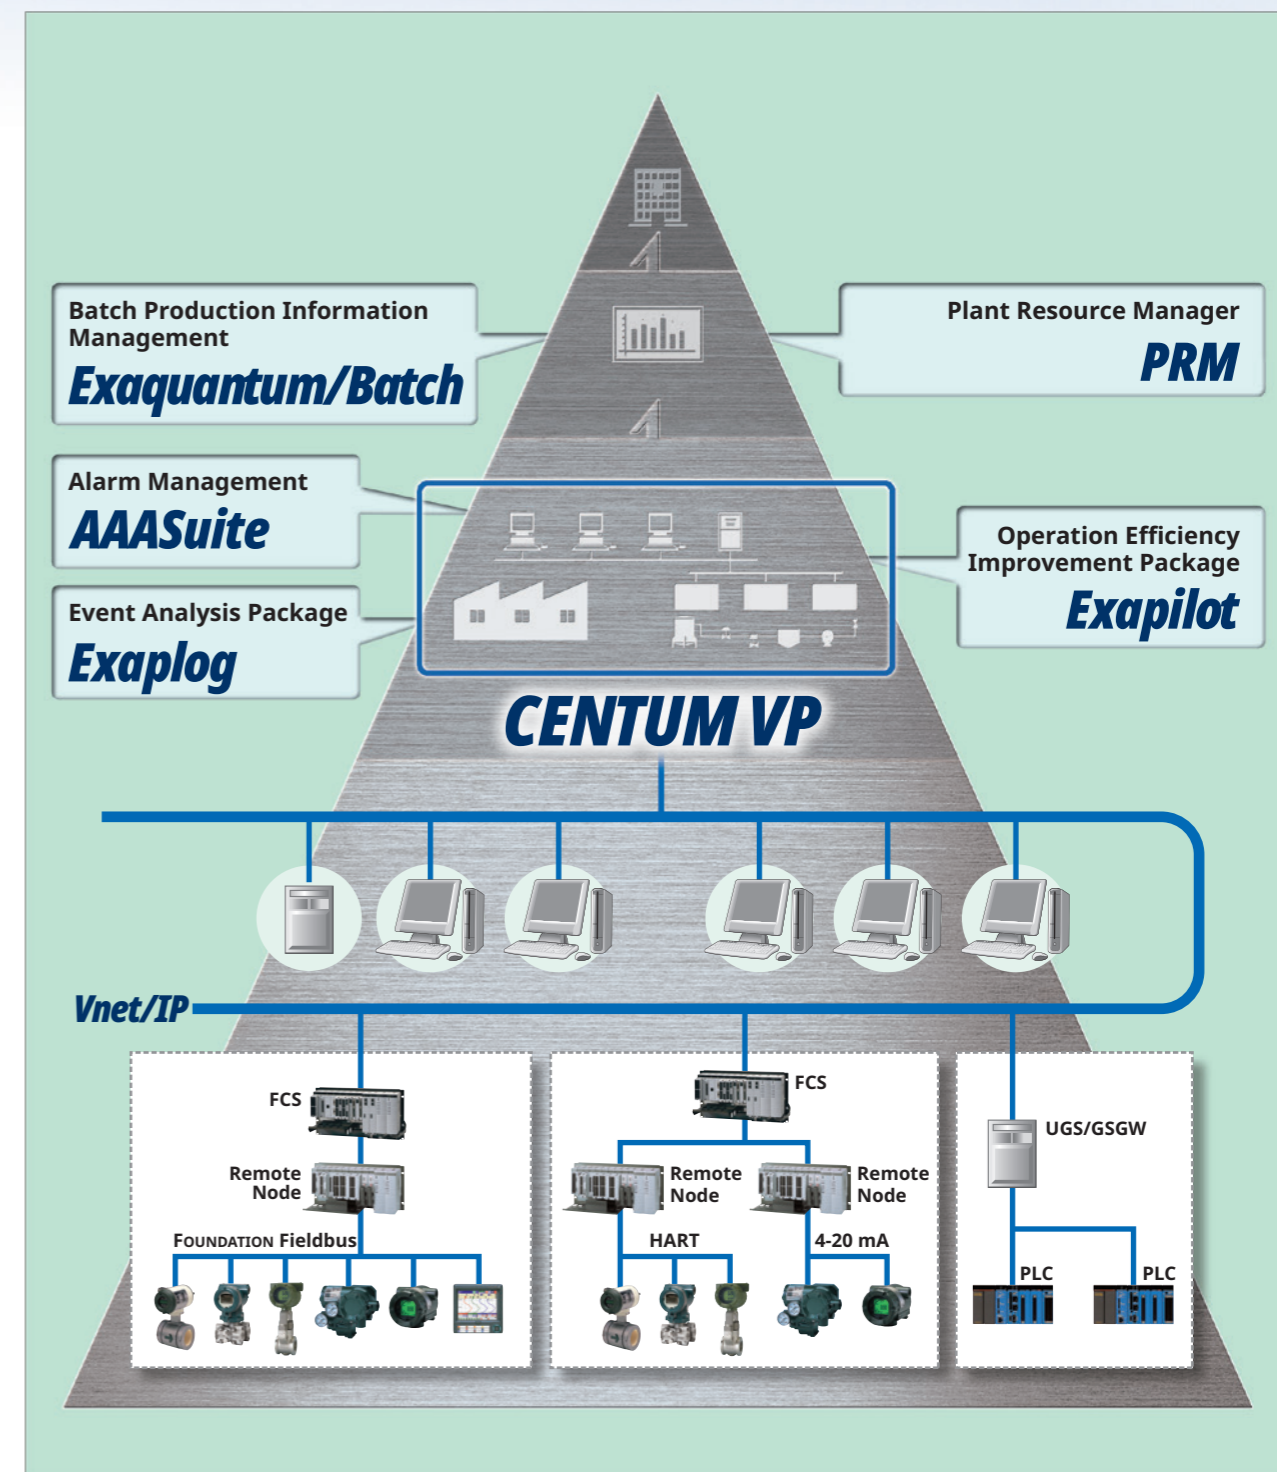 Batch Production Information
Management
Exaquantum/Batch
Plant Resource Manager
PRM
Alarm Management
AAASuite
Operation Efficiency
Improvement Package
Exapilot
Event Analysis Package
Exaplog
CENTUM VP
Vnet/IP
FCS
Remote
Node
FOUNDATION Fieldbus
FCS
Remote
Node
Remote
Node
HART
4-20 mA
UGS/GSGW
PLC
PLC